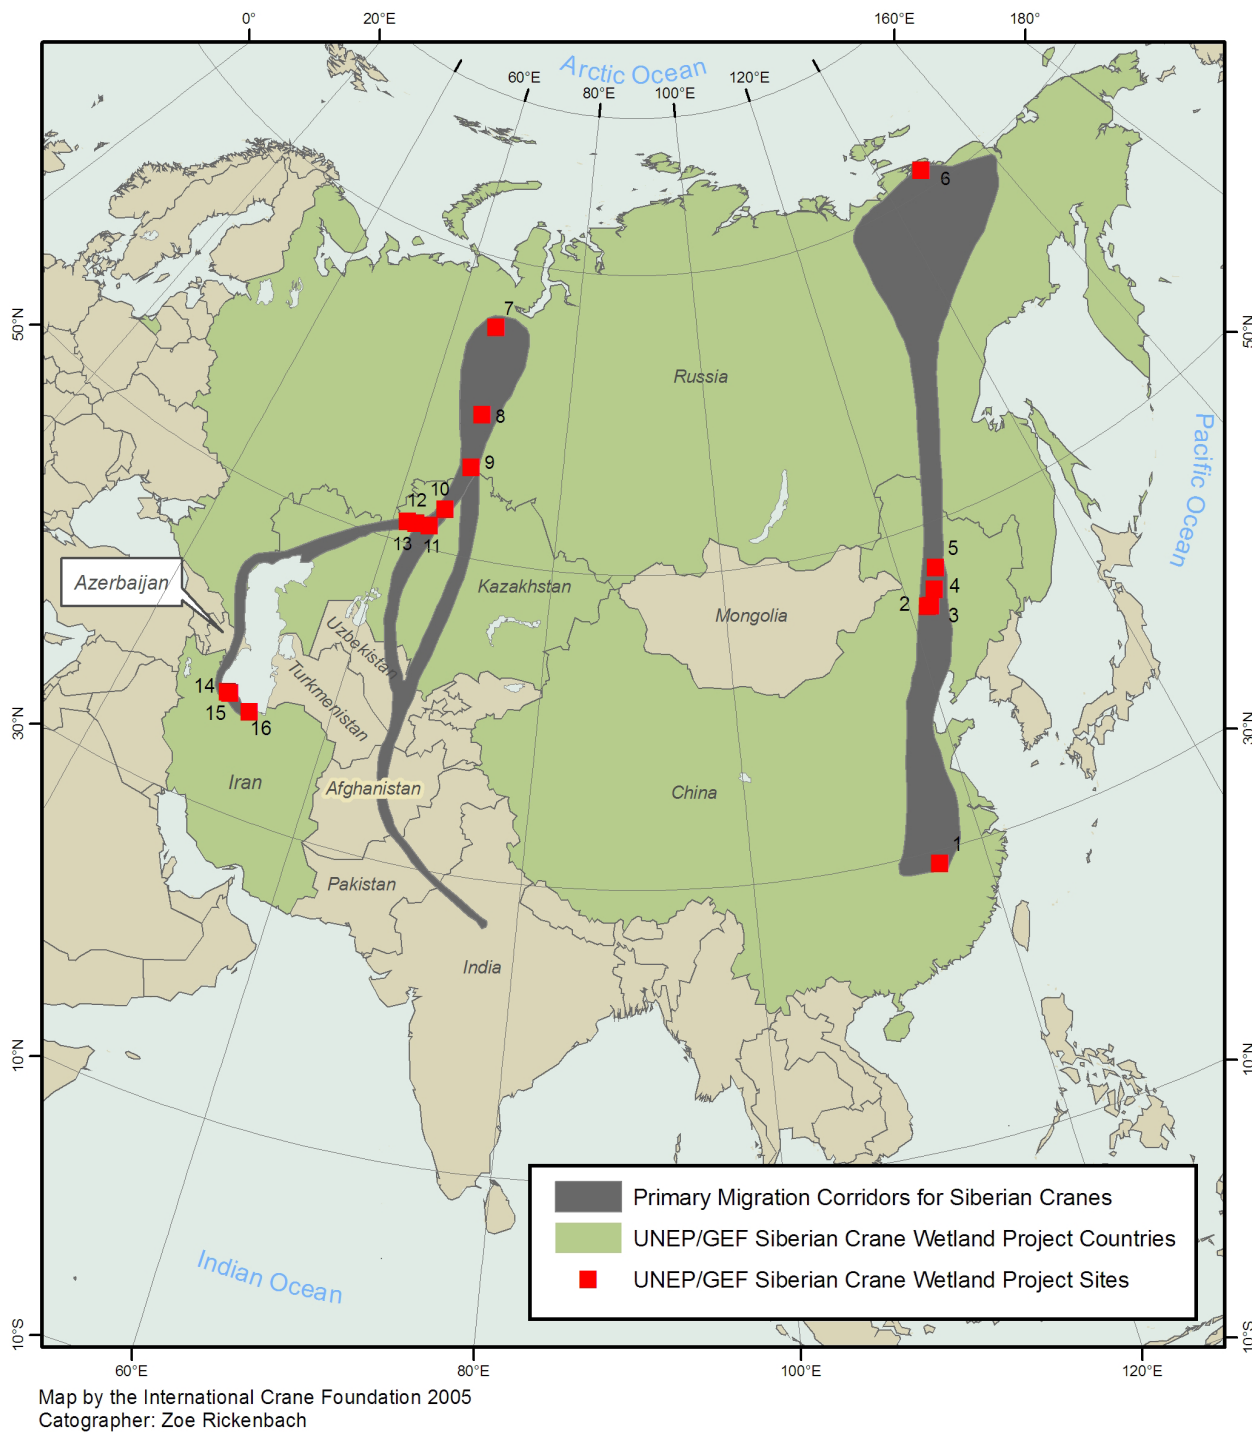 0°
20°E
160°E
180°
Arctic Ocean
60°E
80°E
100°E
120°E
6
50°N
50°N
7
Russia
8
Pacific Ocean
9
10
12
13
11
5
Azerbaijan
Kazakhstan
4
2
3
Mongolia
Uzbekistan
Turkmenistan
14
15
16
30°N
30°N
Iran
Afghanistan
China
1
Pakistan
India
10°N
10°N
Primary Migration Corridors for Siberian Cranes
UNEP/GEF Siberian Crane Wetland Project Countries
UNEP/GEF Siberian Crane Wetland Project Sites
Indian Ocean
10°S
10°S
60°E
80°E
100°E
120°E
Map by the International Crane Foundation 2005
Catographer: Zoe Rickenbach